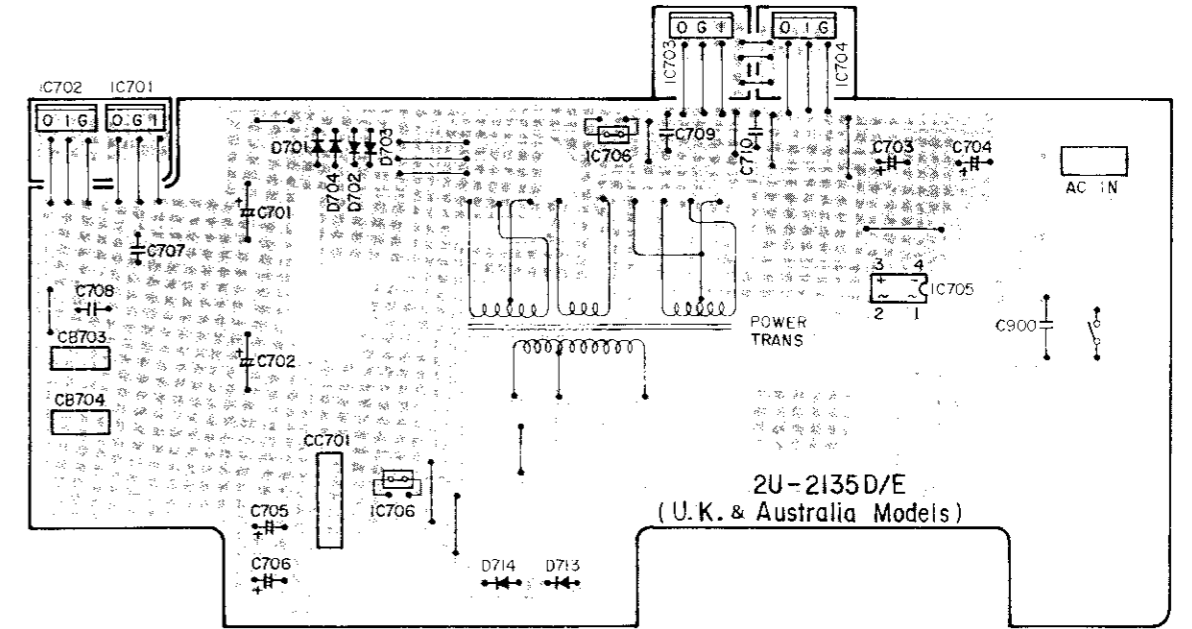 O G I
O I G
IC703
IC704
IC702
IC701
O I G
O G I
D701
D704
D702
D703
IC706
C709
C710
C703
C704
AC IN
C701
C707
C708
3 4
IC705
2 1
CB703
C702
POWER
TRANS
C900
CB704
CC701
IC706
2U-2135D/E
(U.K. & Australia Models)
C705
C706
D714
D713